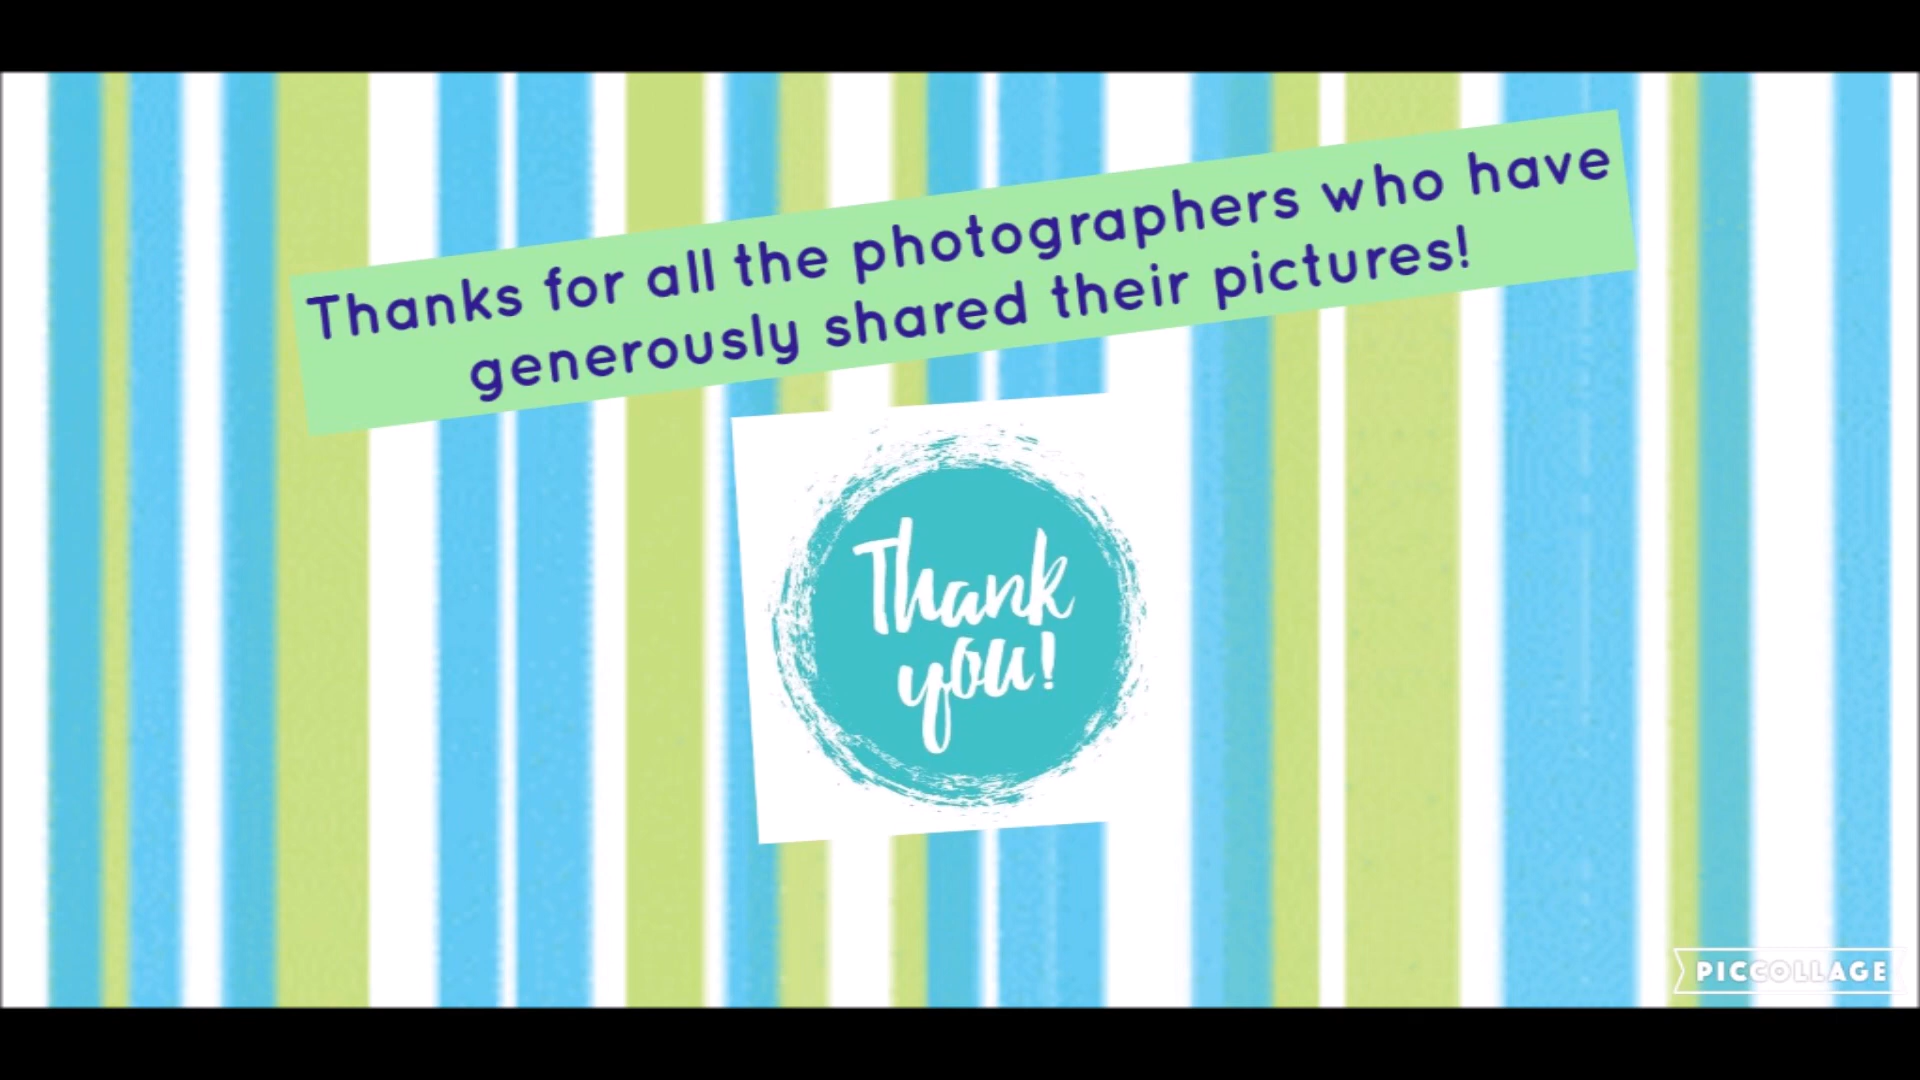 Thanks for all the photographers who have
generously shared their pictures!
Thank
you!
PICCOLLAGE